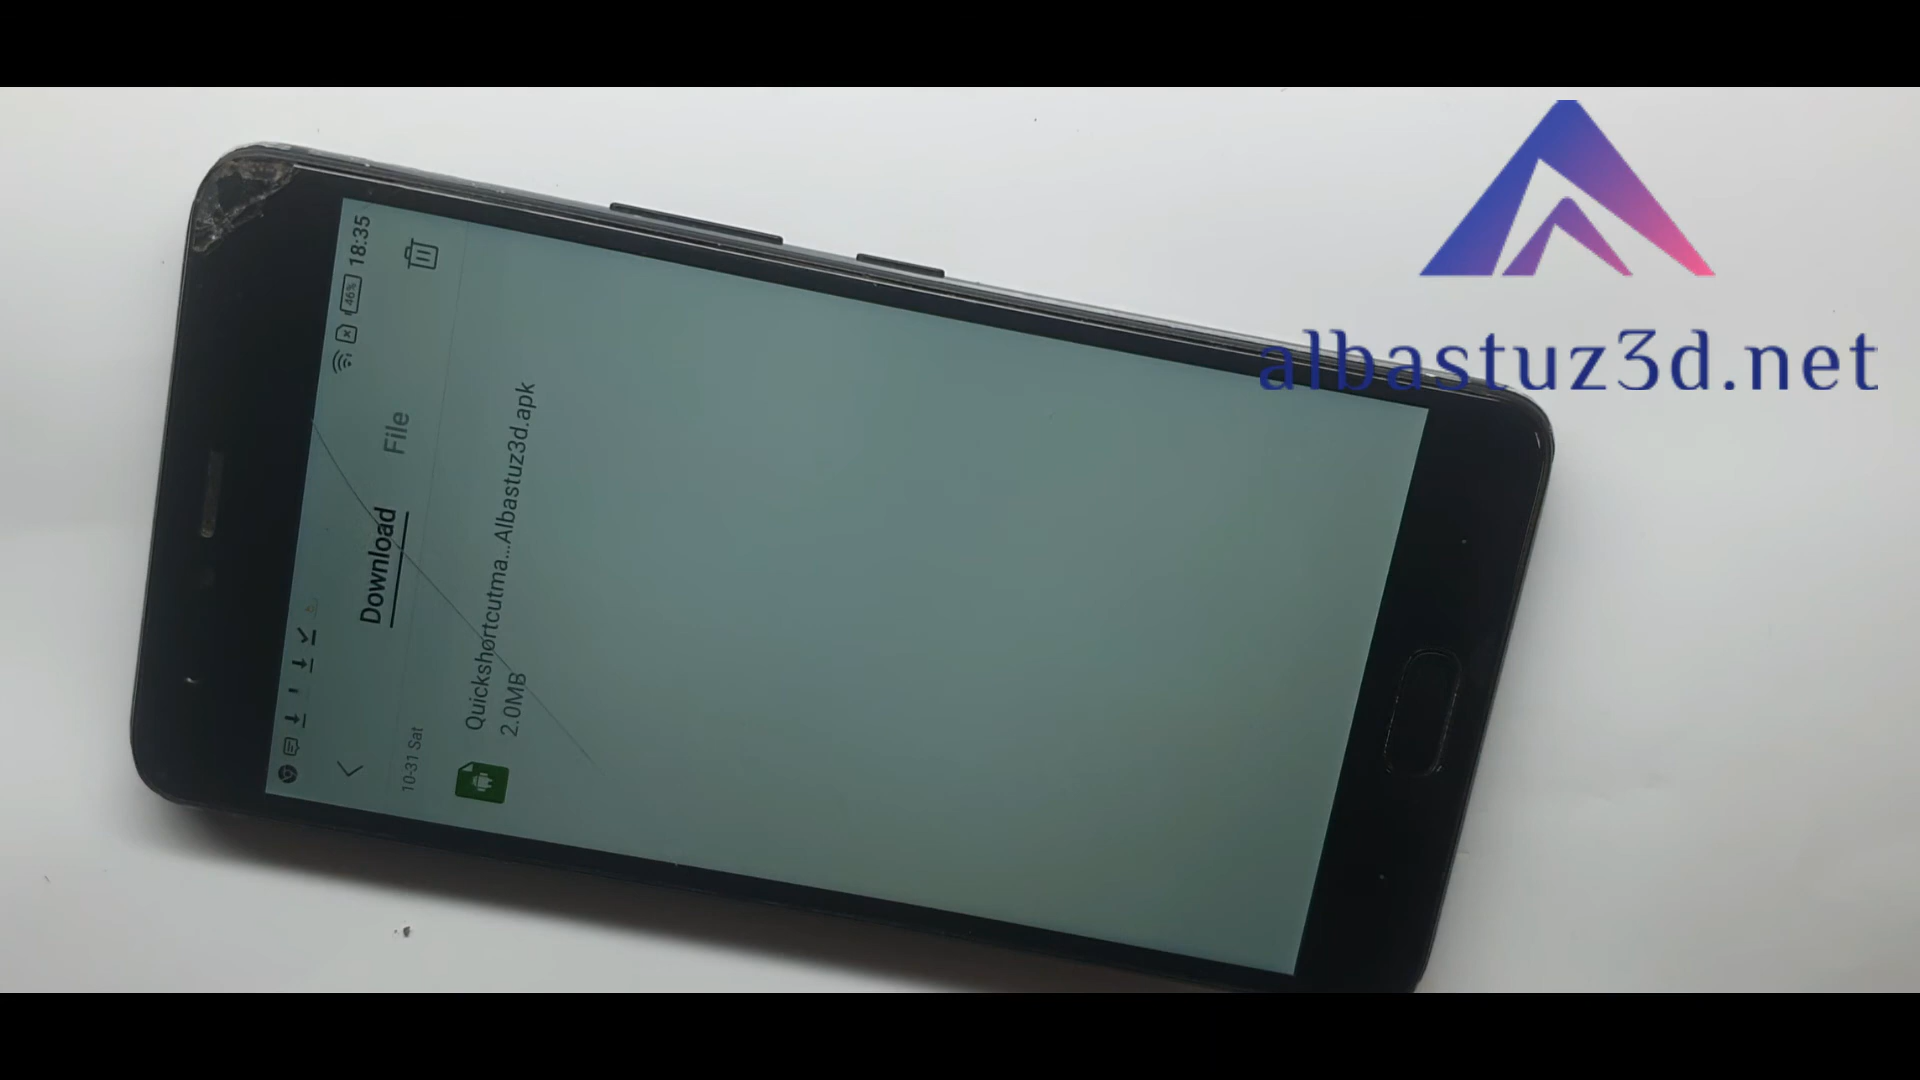 46% 18:35
Download File
10-31 Sat
Quickshortcutma...Albastuz3d.apk
2.0MB
albastuz3d.net